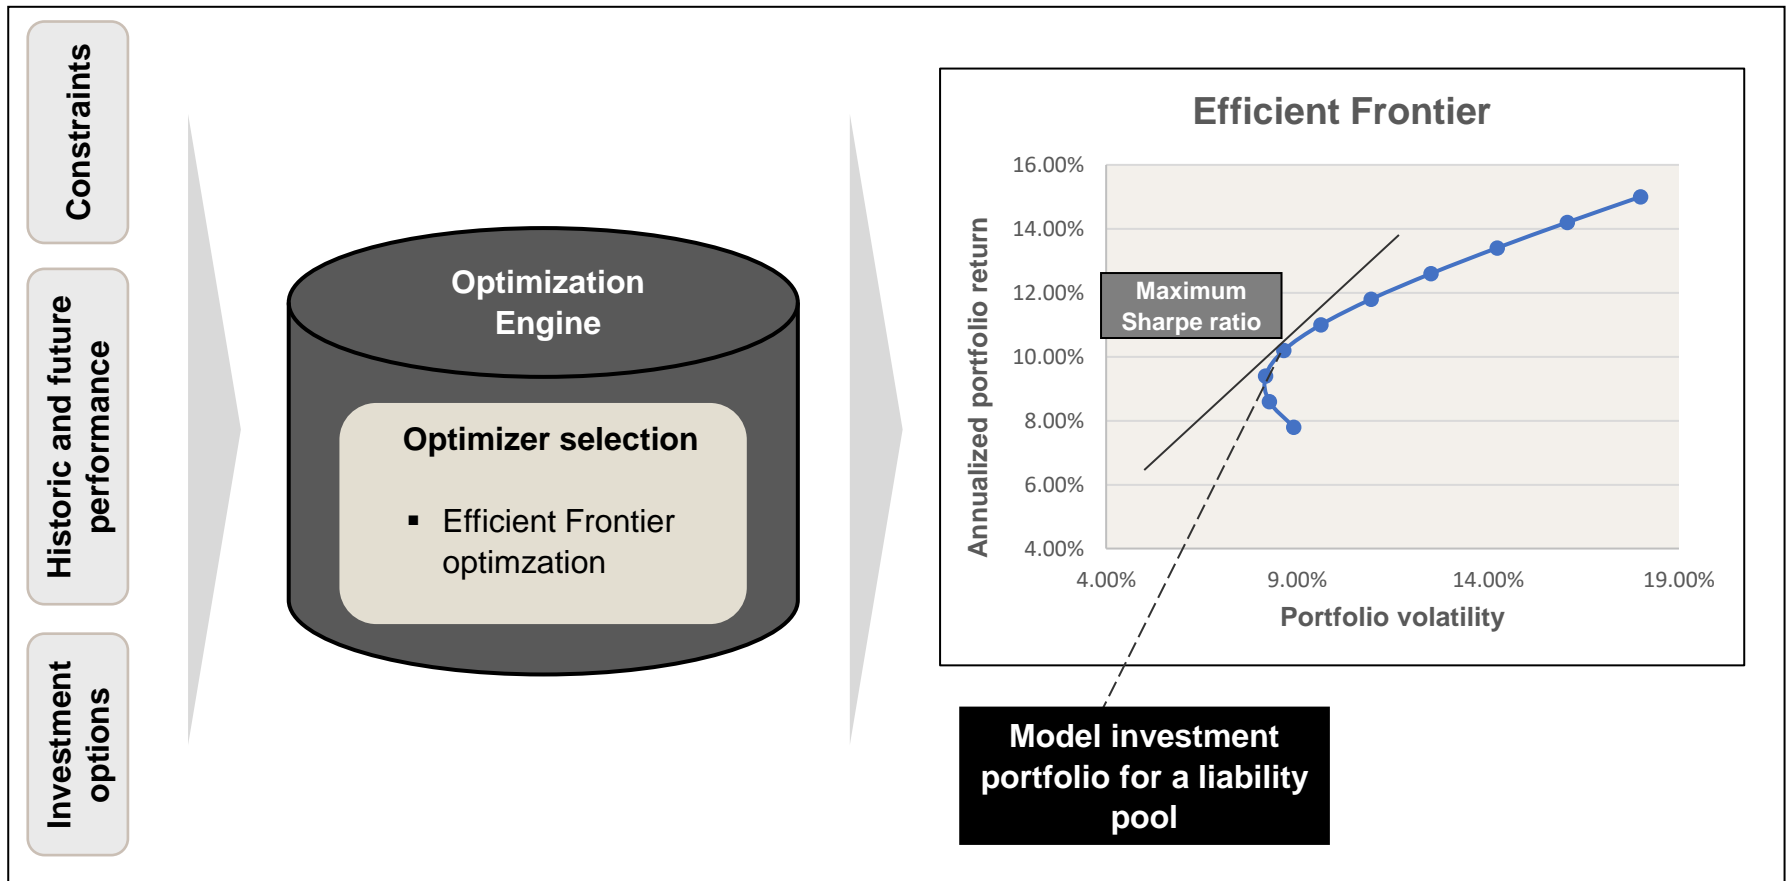 Constraints
Historic and future
performance
Investment
options
Optimization
Engine
Optimizer selection
▪ Efficient Frontier
optimzation
Efficient Frontier
Annualized portfolio return
16.00%
14.00%
12.00%
10.00%
8.00%
6.00%
4.00%
Maximum
Sharpe ratio
4.00%
9.00%
14.00%
19.00%
Portfolio volatility
Model investment
portfolio for a liability
pool